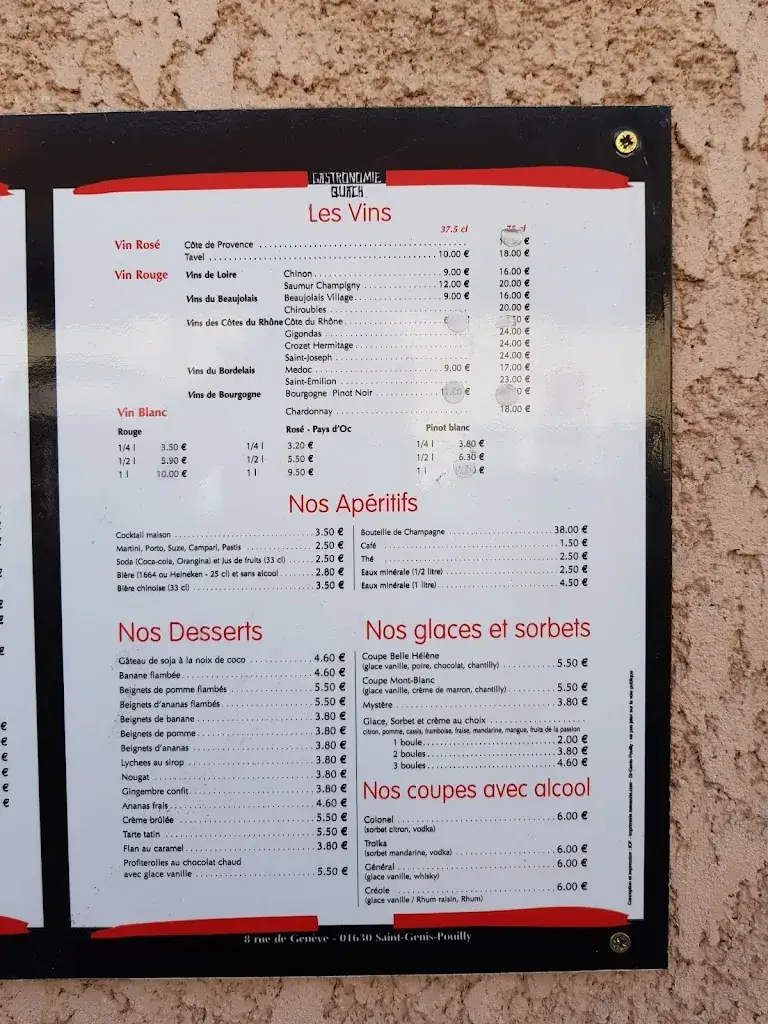 GASTRONOMIE
QUACH
Les Vins
37.5 cl 75 cl
Vin Rosé Côte de Provence €
Tavel 10.00 € 18.00 €
Vin Rouge Vins de Loire Chinon 9.00 € 16.00 €
Saumur Champigny 12.00 € 20.00 €
Vins du Beaujolais Beaujolais Village 9.00 € 16.00 €
Chiroubles 20.00 €
Vins des Côtes du Rhône Côte du Rhône € €
Gigondas 24.00 €
Crozet Hermitage 24.00 €
Saint-Joseph 24.00 €
Vins du Bordelais Medoc 9.00 € 17.00 €
Saint-Emilion 23.00 €
Vins de Bourgogne Bourgogne Pinot Noir € €
Vin Blanc Chardonnay 18.00 €
Rouge Rosé - Pays d'Oc Pinot blanc
1/4 l 3.50 € 1/4 l 3.20 € 1/4 l 3.80 €
1/2 l 5.90 € 1/2 l 5.50 € 1/2 l 6.30 €
1 l 10.00 € 1 l 9.50 € 1 l €
Nos Apéritifs
Cocktail maison 3.50 €
Martini, Porto, Suze, Campari, Pastis 2.50 €
Soda (Coca-cola, Orangina) et Jus de fruits (33 cl) 2.50 €
Bière (1664 ou Heineken - 25 cl) et sans alcool 2.80 €
Bière chinoise (33 cl) 3.50 €
Bouteille de Champagne 38.00 €
Café 1.50 €
Thé 2.50 €
Eaux minérale (1/2 litre) 2.50 €
Eaux minérale (1 litre) 4.50 €
Nos Desserts
Gâteau de soja à la noix de coco 4.60 €
Banane flambée 4.60 €
Beignets de pomme flambés 5.50 €
Beignets d'ananas flambés 5.50 €
Beignets de banane 3.80 €
Beignets de pomme 3.80 €
Beignets d'ananas 3.80 €
Lychees au sirop 3.80 €
Nougat 3.80 €
Gingembre confit 3.80 €
Ananas frais 4.60 €
Crème brûlée 5.50 €
Tarte tatin 5.50 €
Flan au caramel 3.80 €
Profiterolles au chocolat chaud
avec glace vanille 5.50 €
Nos glaces et sorbets
Coupe Belle Hélène
(glace vanille, poire, chocolat, chantilly) 5.50 €
Coupe Mont-Blanc
(glace vanille, crème de marron, chantilly) 5.50 €
Mystère 3.80 €
Glace, Sorbet et crème au choix
citron, pomme, cassis, framboise, fraise, mandarine, mangue, fruits de la passion
1 boule 2.00 €
2 boules 3.80 €
3 boules 4.60 €
Nos coupes avec alcool
Colonel 6.00 €
(sorbet citron, vodka)
Troïka
(sorbet mandarine, vodka) 6.00 €
Général 6.00 €
(glace vanille, whisky)
Créole 6.00 €
(glace vanille / Rhum raisin, Rhum)
8 rue de Genève - 01630 Saint-Genis-Pouilly